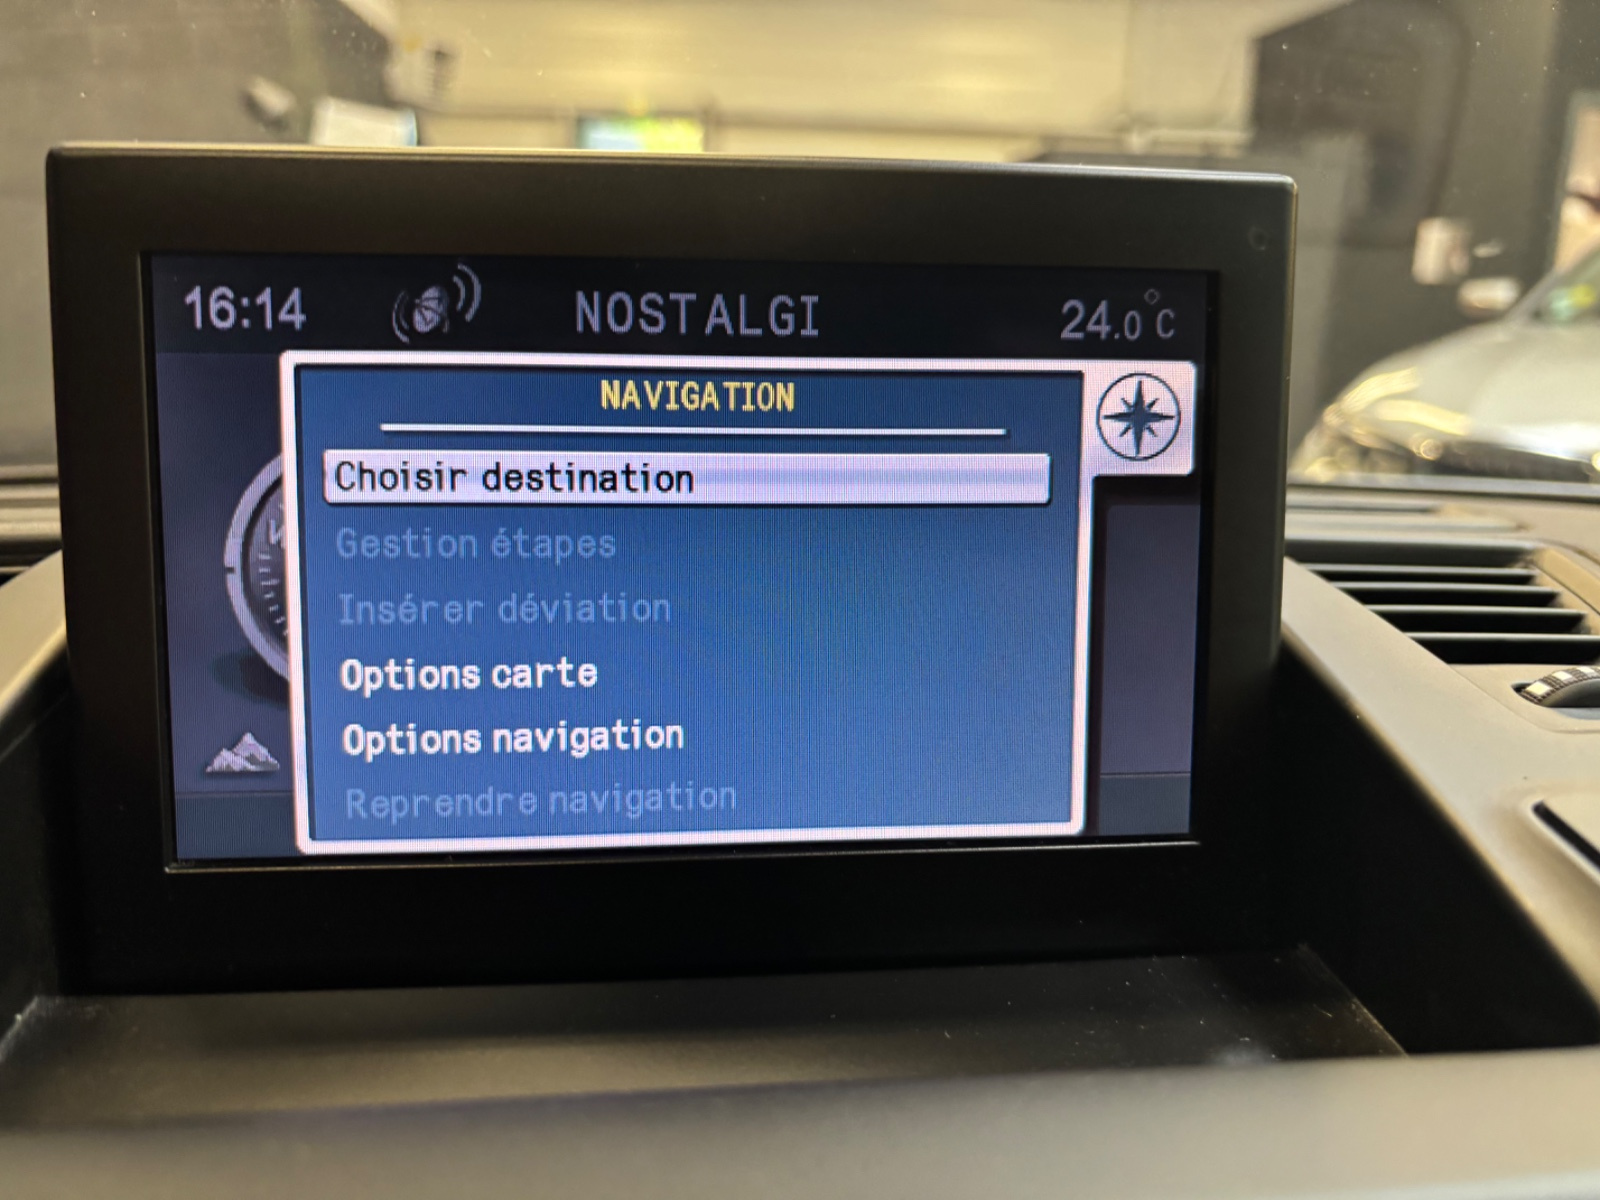 16:14 NOSTALGI 24.0°C
NAVIGATION
Choisir destination
Gestion étapes
Insérer déviation
Options carte
Options navigation
Reprendre navigation